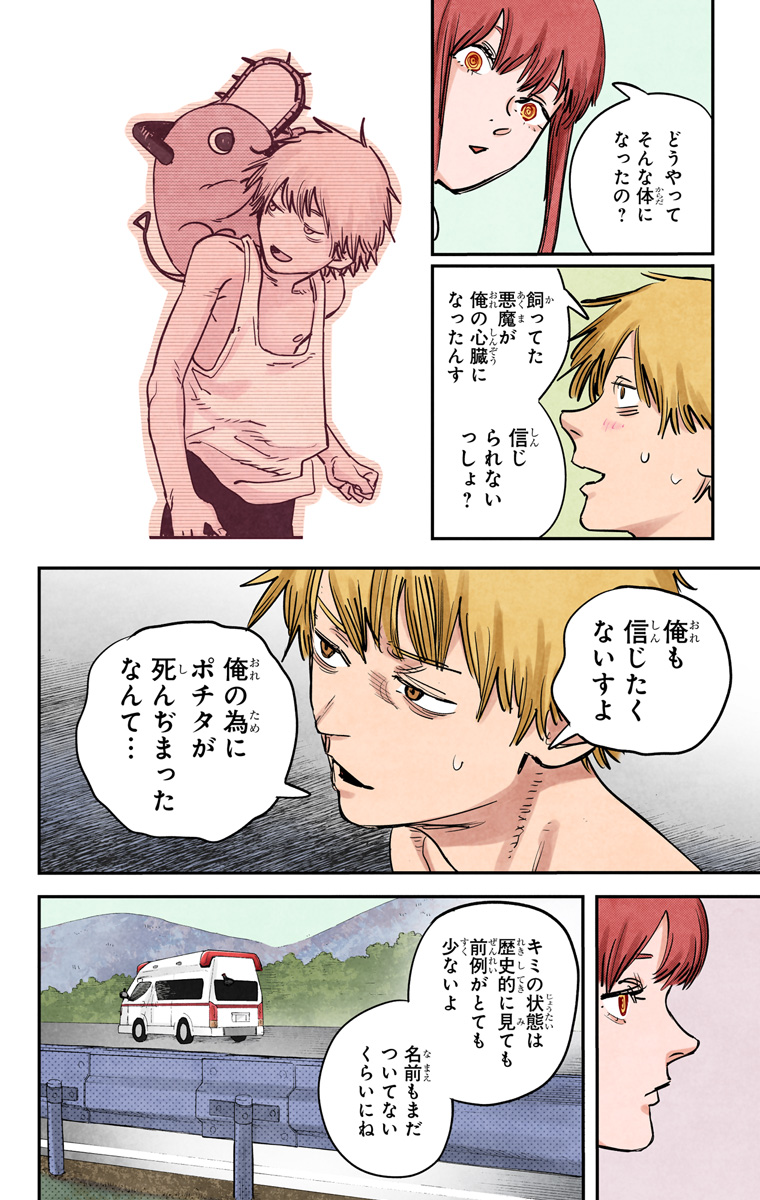 どうやって
そんな体に
なったの？
飼ってた
悪魔が
俺の心臓に
なったんす
信じ
られない
っしょ？
俺も
信じたく
ないすよ
俺の為に
ポチタが
死んぢまった
なんて…
キミの状態は
歴史的に見ても
前例がとても
少ないよ
名前もまだ
ついてない
くらいにね